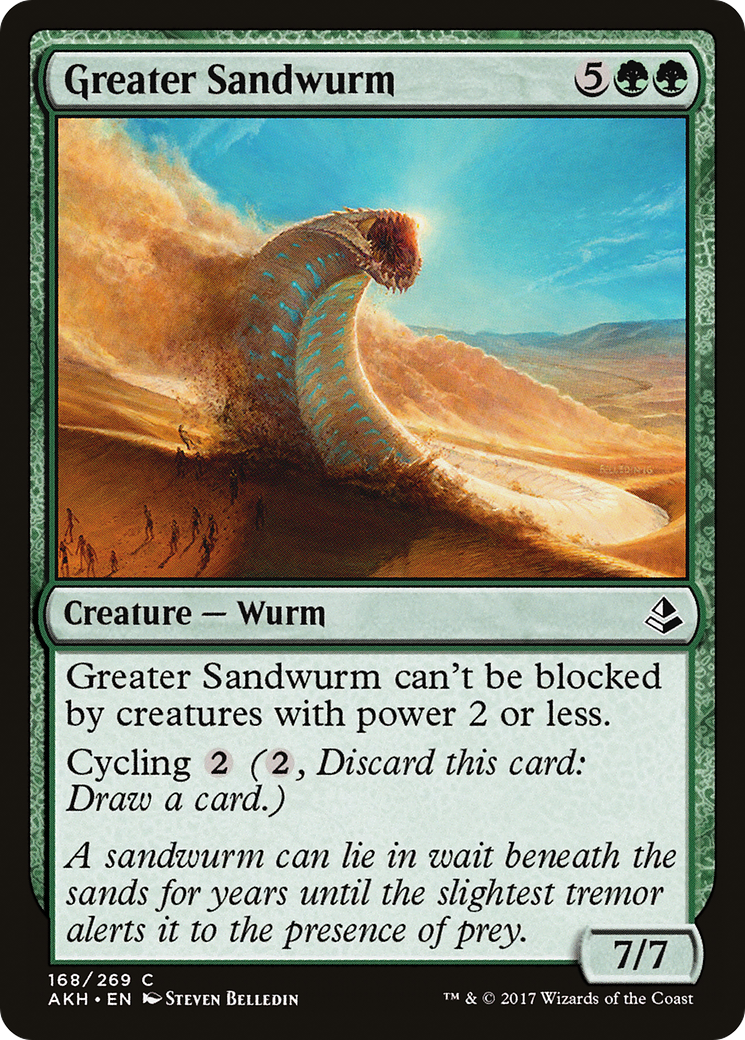 Greater Sandwurm 5
BELLEDIN 16
Creature — Wurm
Greater Sandwurm can't be blocked
by creatures with power 2 or less.
Cycling 2 (2, Discard this card:
Draw a card.)
A sandwurm can lie in wait beneath the
sands for years until the slightest tremor
alerts it to the presence of prey.
7/7
168/269 C
AKH • EN Steven Belledin ™ & © 2017 Wizards of the Coast